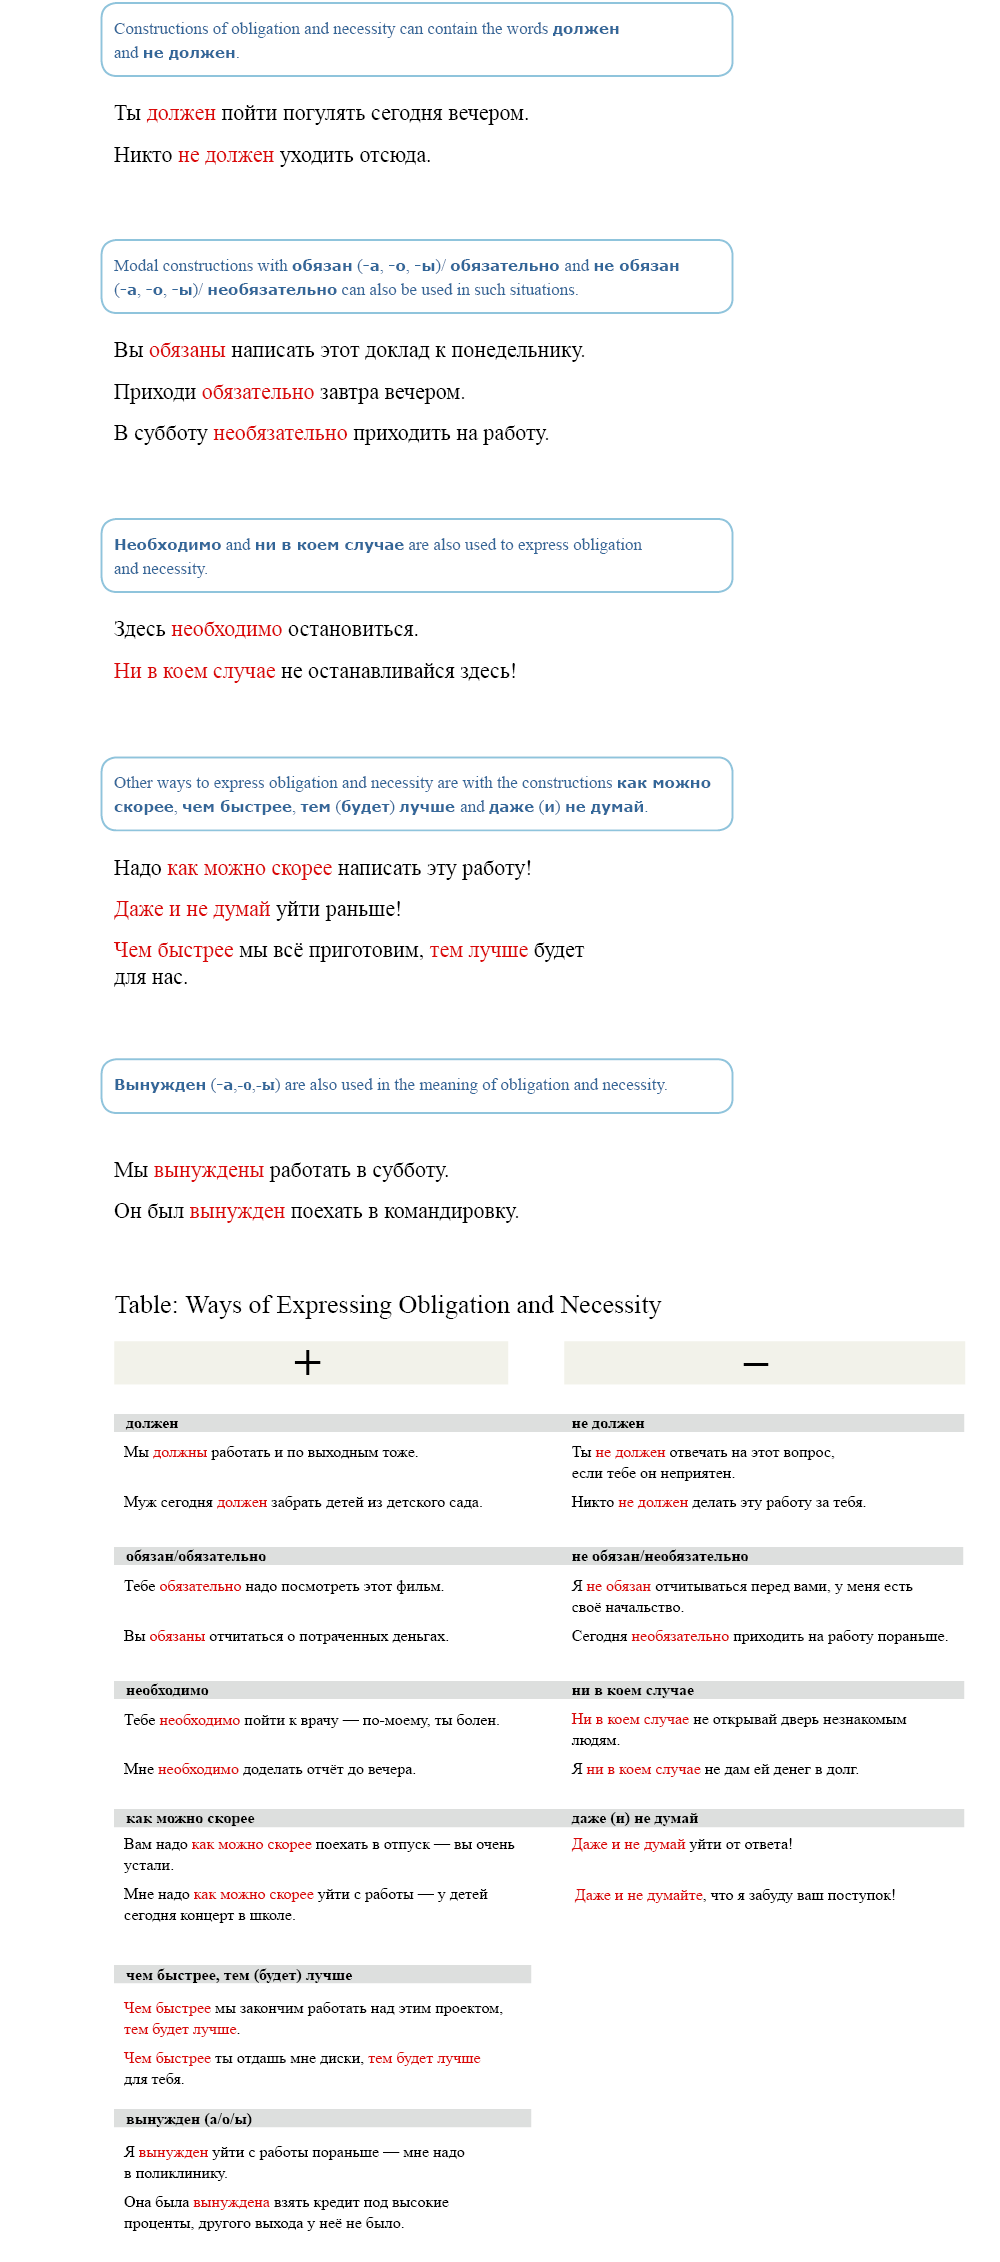 Constructions of obligation and necessity can contain the words должен
and не должен.
Ты должен пойти погулять сегодня вечером.
Никто не должен уходить отсюда.
Modal constructions with обязан (-а, -о, -ы)/ обязательно and не обязан
(-а, -о, -ы)/ необязательно can also be used in such situations.
Вы обязаны написать этот доклад к понедельнику.
Приходи обязательно завтра вечером.
В субботу необязательно приходить на работу.
Необходимо and ни в коем случае are also used to express obligation
and necessity.
Здесь необходимо остановиться.
Ни в коем случае не останавливайся здесь!
Other ways to express obligation and necessity are with the constructions как можно
скорее, чем быстрее, тем (будет) лучше and даже (и) не думай.
Надо как можно скорее написать эту работу!
Даже и не думай уйти раньше!
Чем быстрее мы всё приготовим, тем лучше будет
для нас.
Вынужден (-а,-о,-ы) are also used in the meaning of obligation and necessity.
Мы вынуждены работать в субботу.
Он был вынужден поехать в командировку.
Table: Ways of Expressing Obligation and Necessity
+ –
должен не должен
Мы должны работать и по выходным тоже. Ты не должен отвечать на этот вопрос,
если тебе он неприятен.
Муж сегодня должен забрать детей из детского сада. Никто не должен делать эту работу за тебя.
обязан/обязательно не обязан/необязательно
Тебе обязательно надо посмотреть этот фильм. Я не обязан отчитываться перед вами, у меня есть
своё начальство.
Вы обязаны отчитаться о потраченных деньгах. Сегодня необязательно приходить на работу пораньше.
необходимо ни в коем случае
Тебе необходимо пойти к врачу — по-моему, ты болен. Ни в коем случае не открывай дверь незнакомым
людям.
Мне необходимо доделать отчёт до вечера. Я ни в коем случае не дам ей денег в долг.
как можно скорее даже (и) не думай
Вам надо как можно скорее поехать в отпуск — вы очень Даже и не думай уйти от ответа!
устали.
Мне надо как можно скорее уйти с работы — у детей Даже и не думайте, что я забуду ваш поступок!
сегодня концерт в школе.
чем быстрее, тем (будет) лучше
Чем быстрее мы закончим работать над этим проектом,
тем будет лучше.
Чем быстрее ты отдашь мне диски, тем будет лучше
для тебя.
вынужден (а/о/ы)
Я вынужден уйти с работы пораньше — мне надо
в поликлинику.
Она была вынуждена взять кредит под высокие
проценты, другого выхода у неё не было.